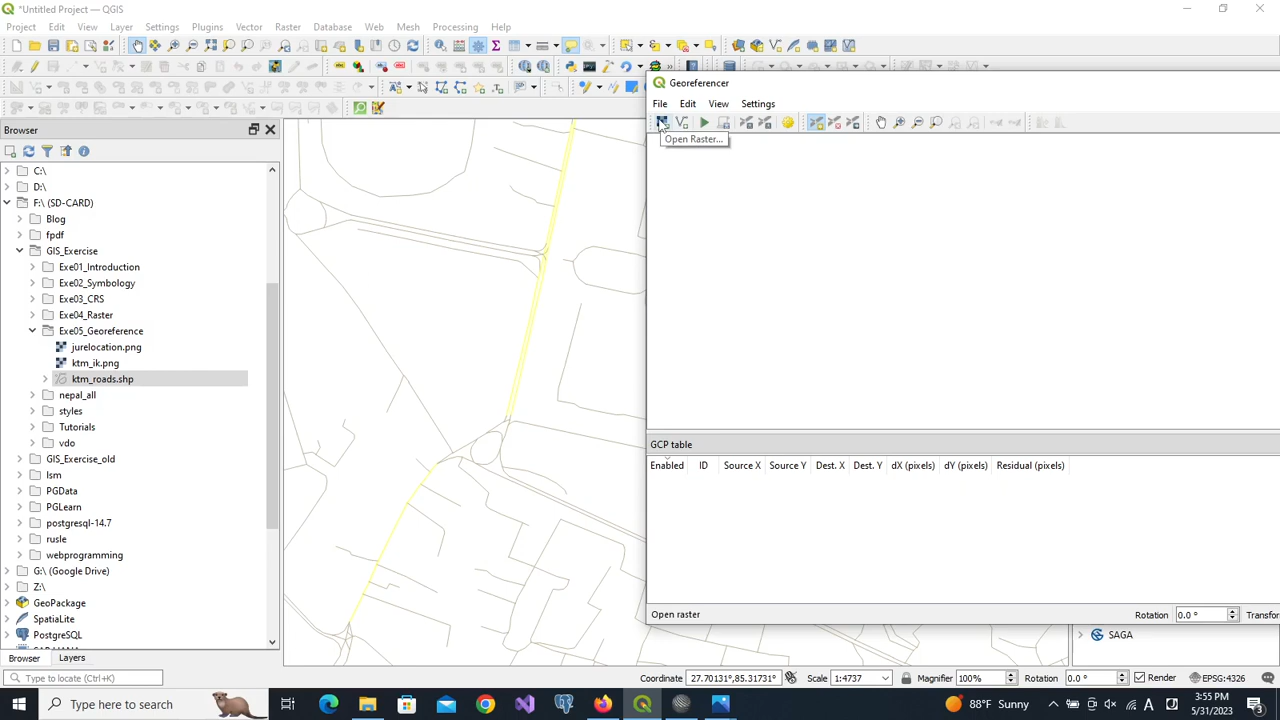 *Untitled Project — QGIS
Project Edit View Layer Settings Plugins Vector Raster Database Web Mesh Processing Help
Georeferencer
File Edit View Settings
Open Raster...
Browser
C:\
D:\
F:\ (SD-CARD)
Blog
fpdf
GIS_Exercise
Exe01_Introduction
Exe02_Symbology
Exe03_CRS
Exe04_Raster
Exe05_Georeference
jurelocation.png
ktm_ik.png
ktm_roads.shp
nepal_all
styles
Tutorials
vdo
GIS_Exercise_old
lsm
PGData
PGLearn
postgresql-14.7
rusle
webprogramming
G:\ (Google Drive)
Z:\
GeoPackage
SpatiaLite
PostgreSQL
GCP table
Enabled ID Source X Source Y Dest. X Dest. Y dX (pixels) dY (pixels) Residual (pixels)
Open raster Rotation 0.0 ° Transfor
SAGA
Browser Layers
Type to locate (Ctrl+K) Coordinate 27.70131°,85.31731° Scale 1:4737 Magnifier 100% Rotation 0.0 ° Render EPSG:4326
Type here to search 88°F Sunny 3:55 PM
5/31/2023